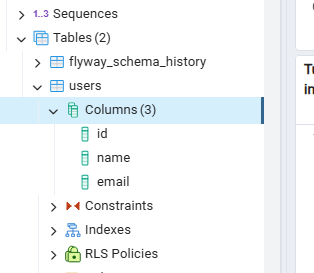 1..3 Sequences
Tables (2)
flyway_schema_history
users
Columns (3)
id
name
email
Constraints
Indexes
RLS Policies